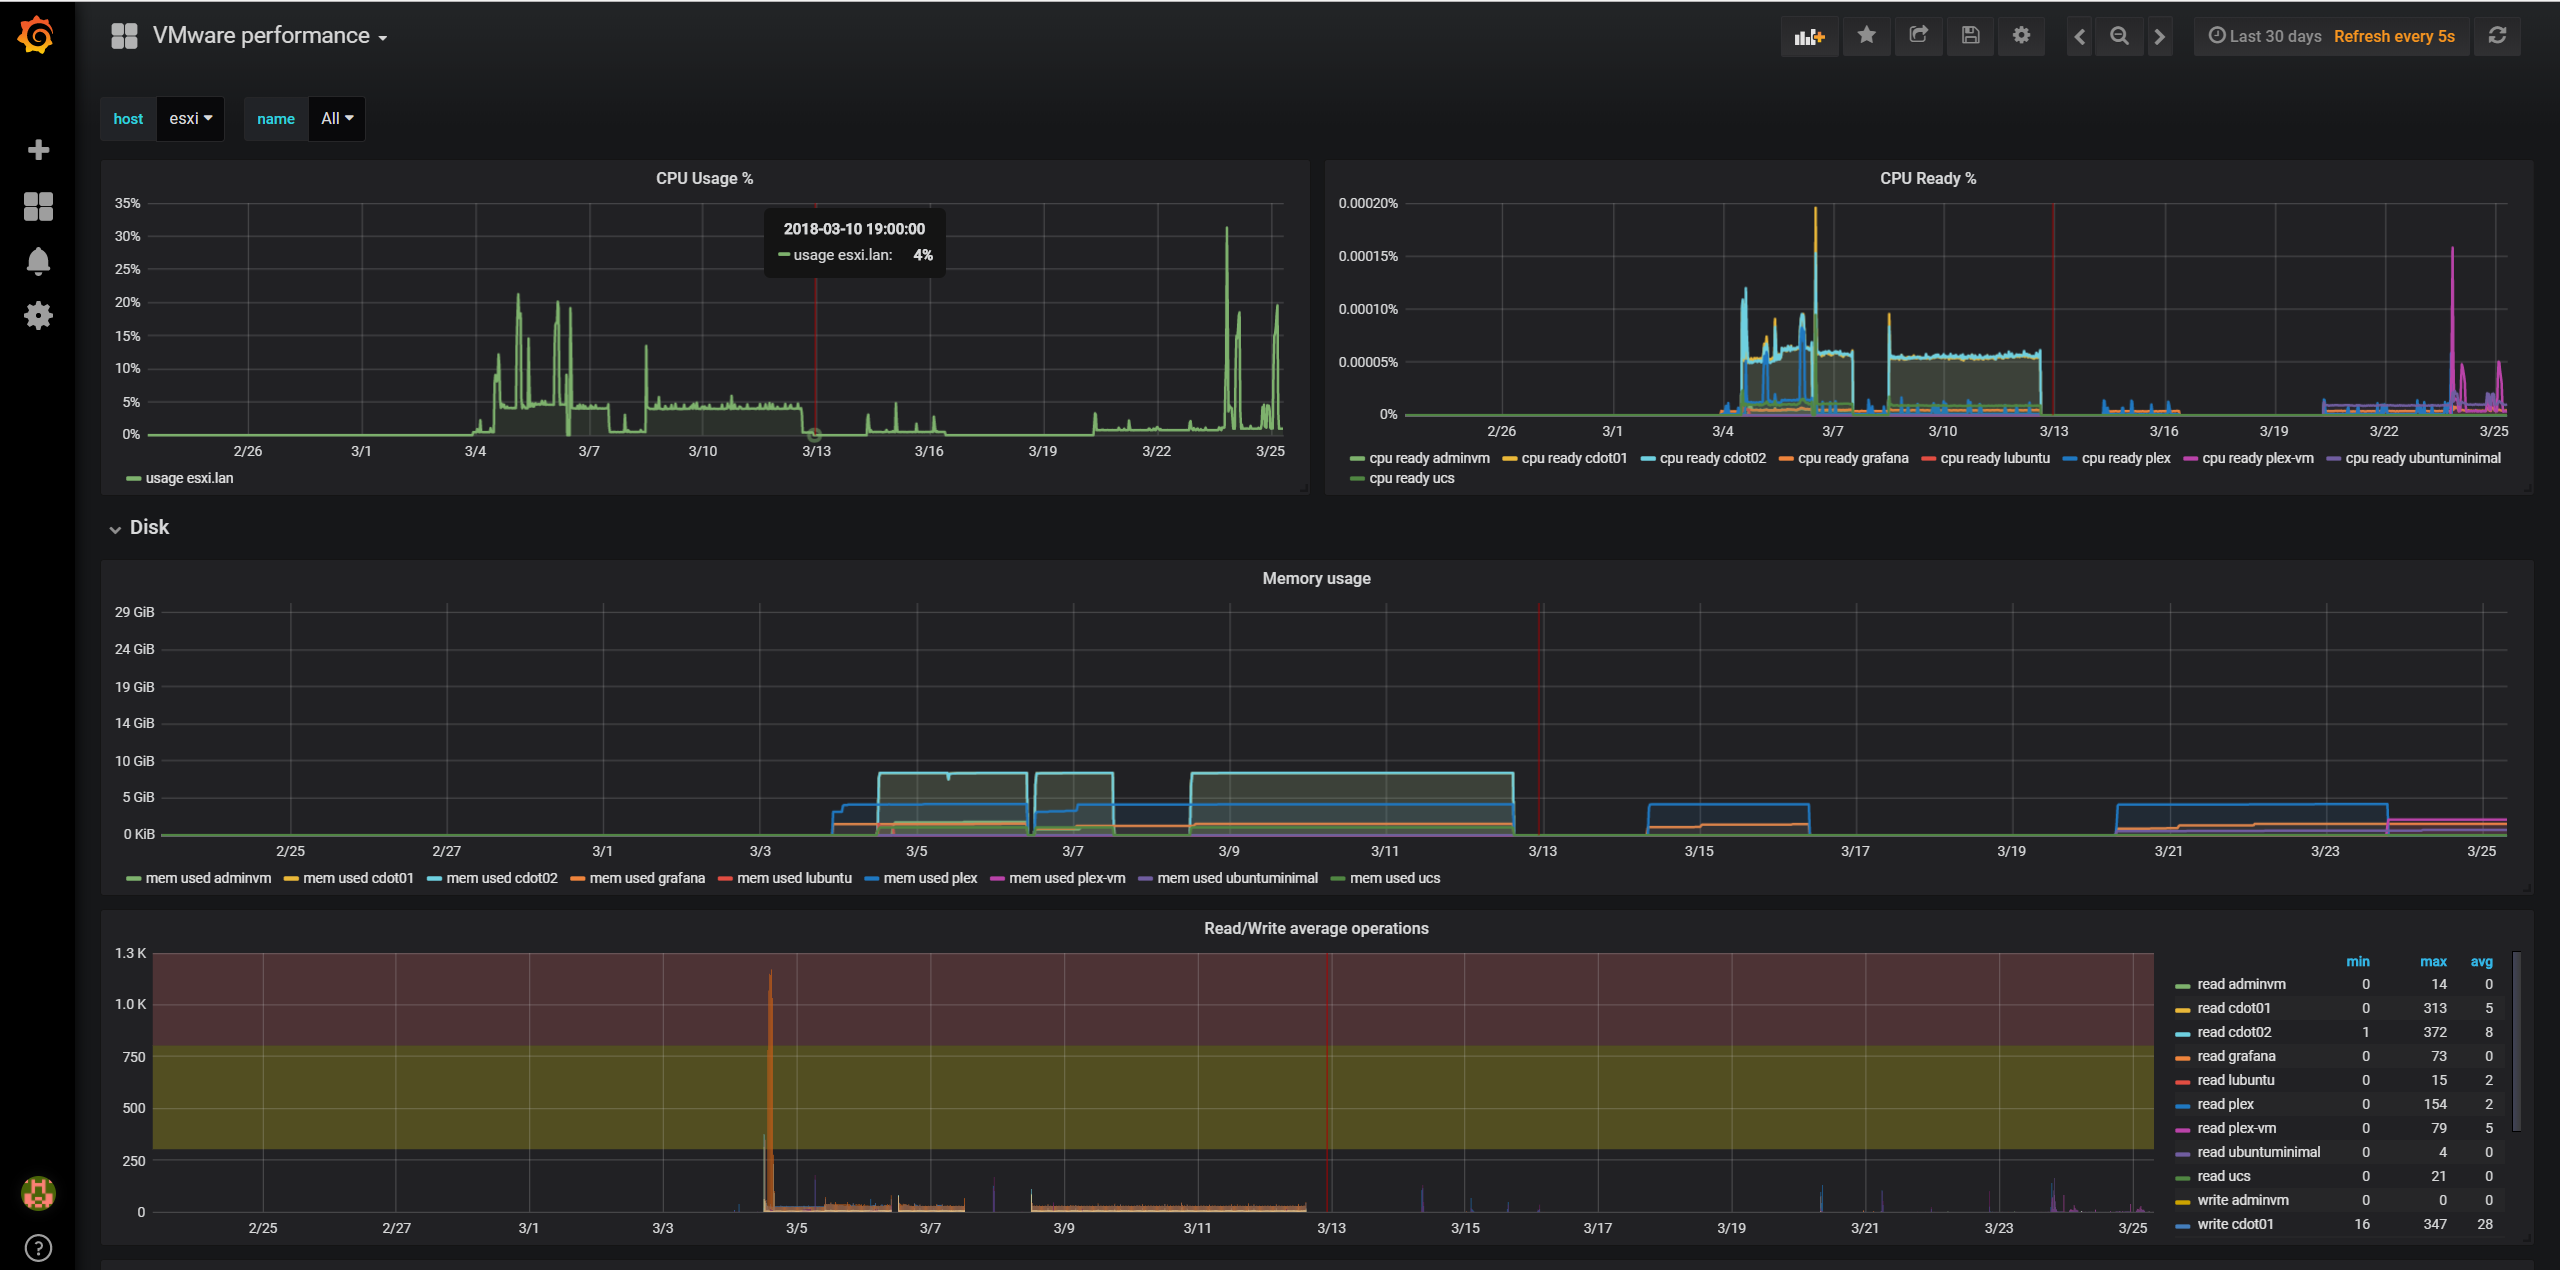 VMware performance
Last 30 days Refresh every 5s
host esxi name All
CPU Usage %
35%
30%
25%
20%
15%
10%
5%
0%
2018-03-10 19:00:00
usage esxi.lan: 4%
2/26 3/1 3/4 3/7 3/10 3/13 3/16 3/19 3/22 3/25
usage esxi.lan
CPU Ready %
0.00020%
0.00015%
0.00010%
0.00005%
0%
2/26 3/1 3/4 3/7 3/10 3/13 3/16 3/19 3/22 3/25
cpu ready adminvm cpu ready cdot01 cpu ready cdot02 cpu ready grafana cpu ready lubuntu cpu ready plex cpu ready plex-vm cpu ready ubuntuminimal
cpu ready ucs
Disk
Memory usage
29 GiB
24 GiB
19 GiB
14 GiB
10 GiB
5 GiB
0 KiB
2/25 2/27 3/1 3/3 3/5 3/7 3/9 3/11 3/13 3/15 3/17 3/19 3/21 3/23 3/25
mem used adminvm mem used cdot01 mem used cdot02 mem used grafana mem used lubuntu mem used plex mem used plex-vm mem used ubuntuminimal mem used ucs
Read/Write average operations
1.3 K
1.0 K
750
500
250
0
2/25 2/27 3/1 3/3 3/5 3/7 3/9 3/11 3/13 3/15 3/17 3/19 3/21 3/23 3/25
min max avg
read adminvm 0 14 0
read cdot01 0 313 5
read cdot02 1 372 8
read grafana 0 73 0
read lubuntu 0 15 2
read plex 0 154 2
read plex-vm 0 79 5
read ubuntuminimal 0 4 0
read ucs 0 21 0
write adminvm 0 0 0
write cdot01 16 347 28